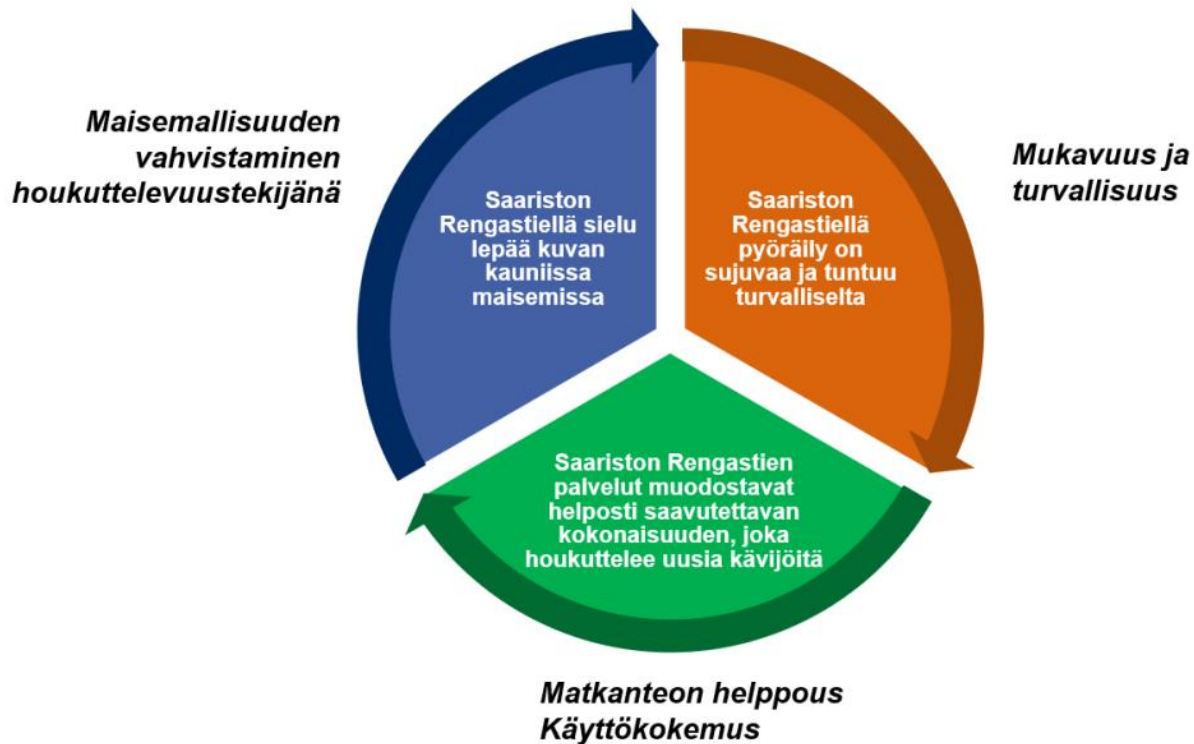 Maisemallisuuden
vahvistaminen
houkuttelevuustekijänä
Saariston
Rengastiellä sielu
lepää kuvan
kauniissa
maisemissa
Saariston
Rengastiellä
pyöräily on
sujuvaa ja tuntuu
turvalliselta
Mukavuus ja
turvallisuus
Saariston Rengastien
palvelut muodostavat
helposti saavutettavan
kokonaisuuden, joka
houkuttelee uusia kävijöitä
Matkanteon helppous
Käyttökokemus